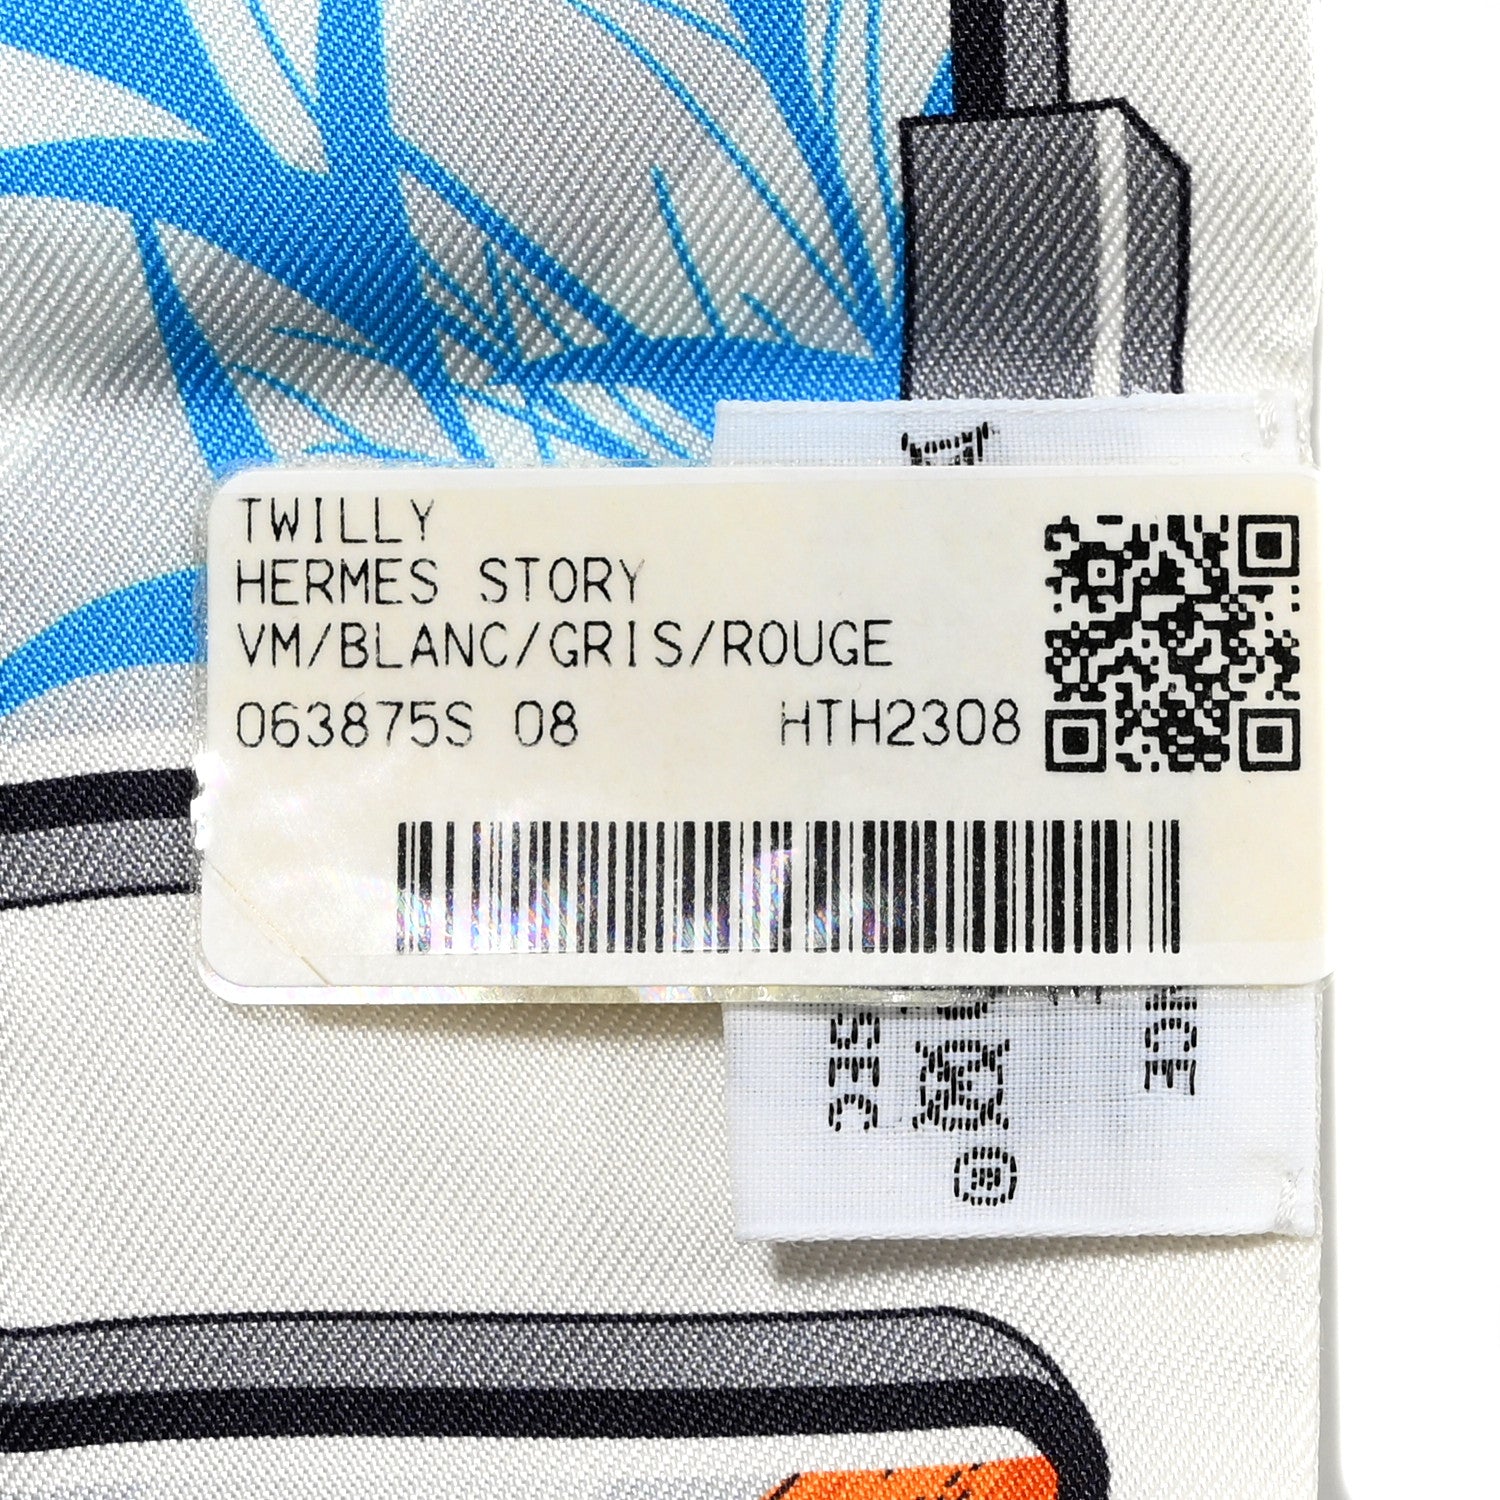 TWILLY
HERMES STORY
VM/BLANC/GRIS/ROUGE
063875S 08 HTH2308